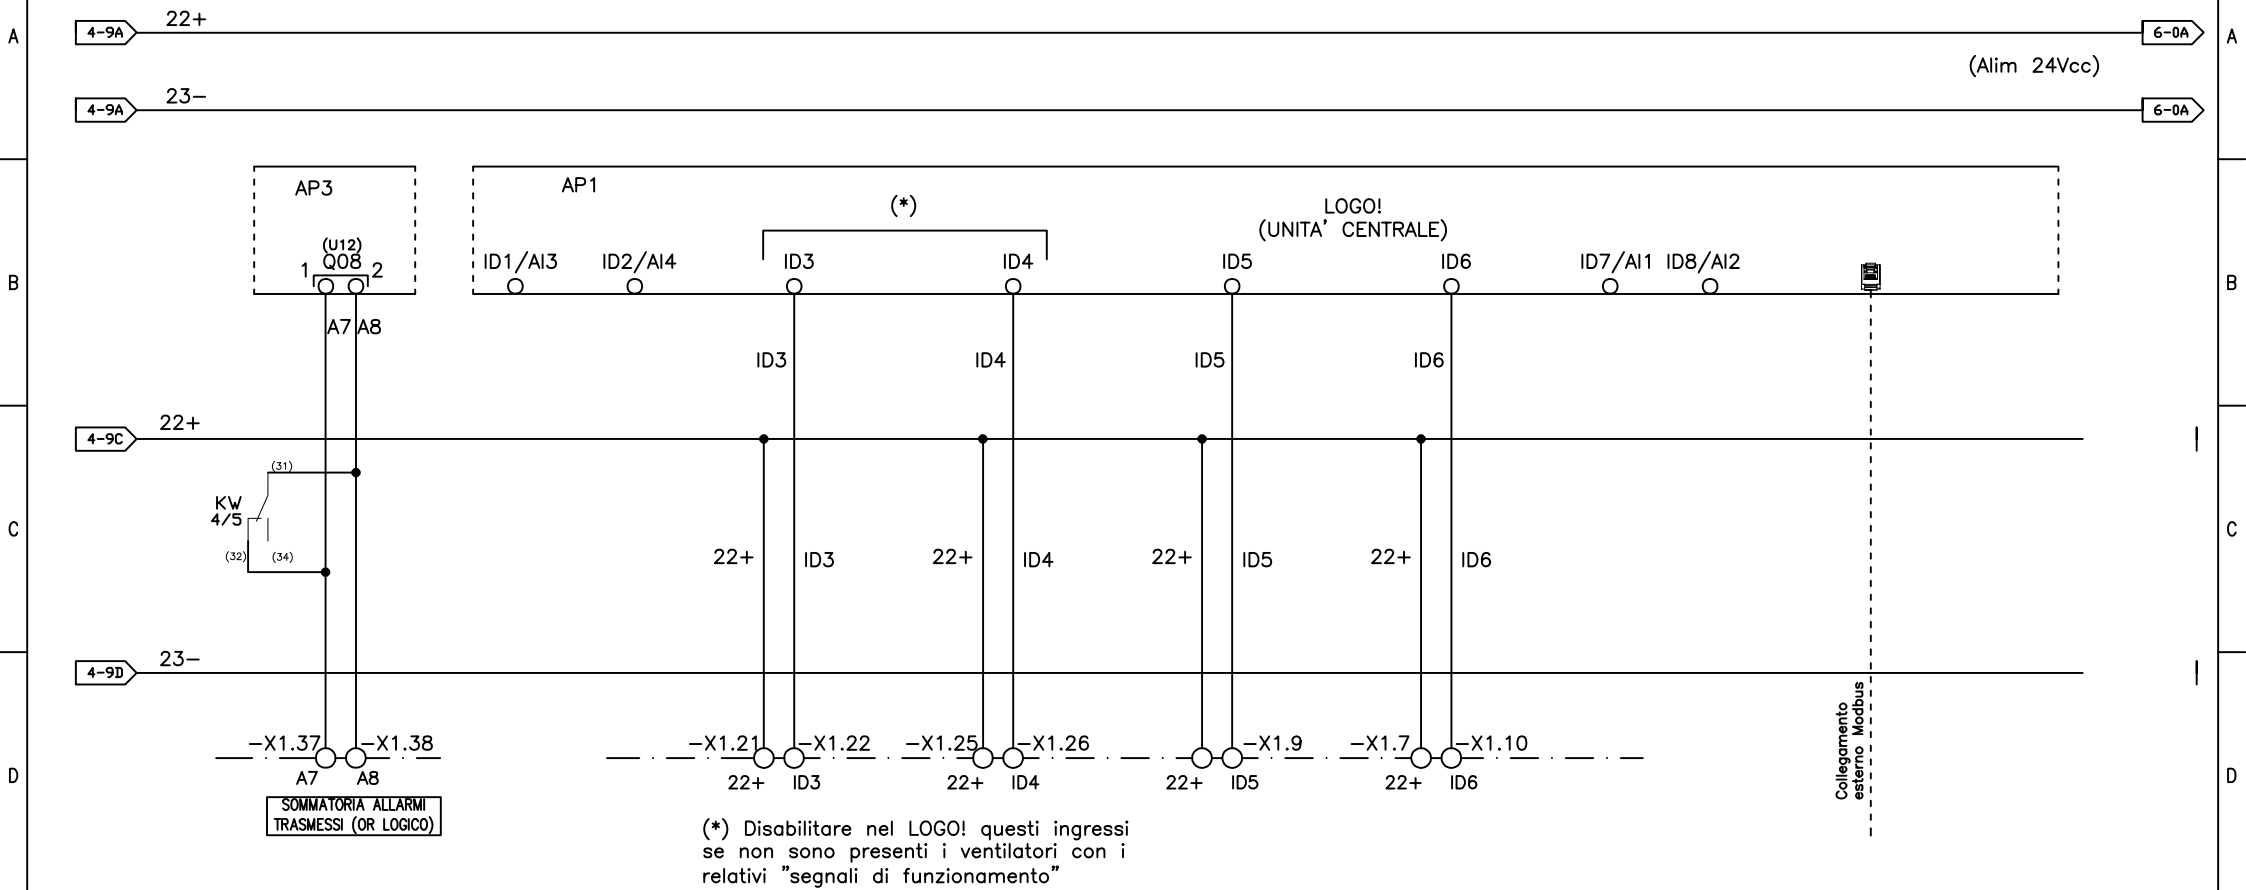 A
4-9A
22+
6-0A
A
(Alim 24Vcc)
4-9A
23-
6-0A
AP3
AP1
(*)
LOGO!
(UNITA' CENTRALE)
(U12)
1 Q08 2
ID1/AI3
ID2/AI4
ID3
ID4
ID5
ID6
ID7/AI1
ID8/AI2
B
B
A7
A8
ID3
ID4
ID5
ID6
4-9C
22+
(31)
KW
4/5
(32)
(34)
C
C
22+
ID3
22+
ID4
22+
ID5
22+
ID6
4-9D
23-
Collegamento
esterno Modbus
-X1.37
-X1.38
-X1.21
-X1.22
-X1.25
-X1.26
-X1.9
-X1.7
-X1.10
D
D
A7
A8
22+
ID3
22+
ID4
22+
ID5
22+
ID6
SOMMATORIA ALLARMI
TRASMESSI (OR LOGICO)
(*) Disabilitare nel LOGO! questi ingressi
se non sono presenti i ventilatori con i
relativi "segnali di funzionamento"